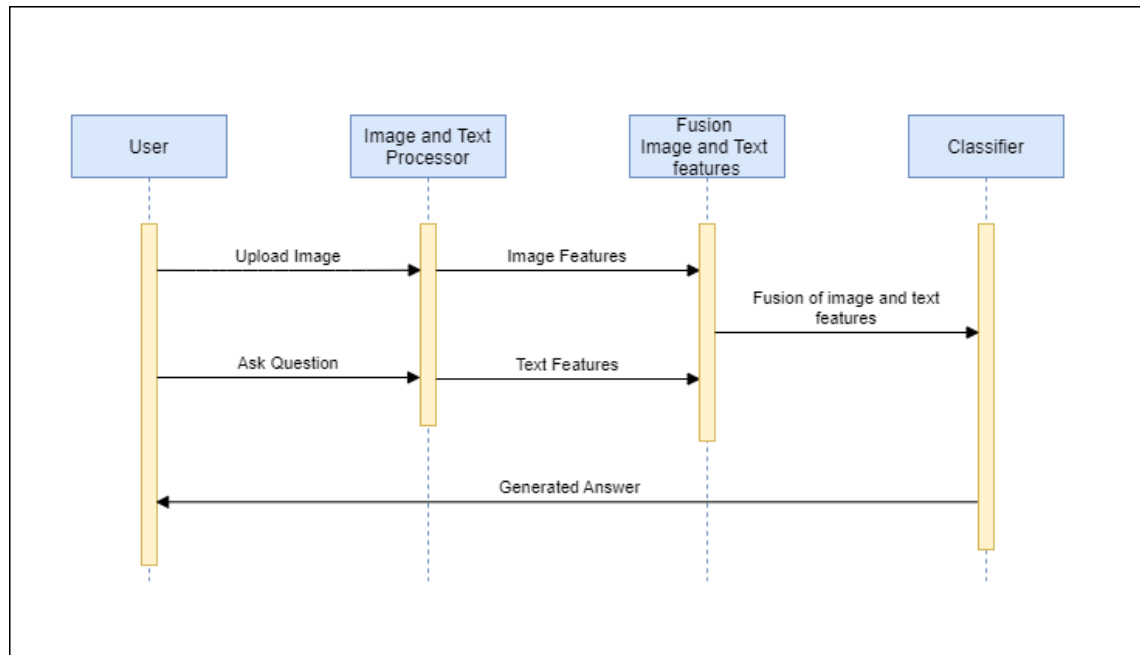 User
Image and Text
Processor
Fusion
Image and Text
features
Classifier
Upload Image
Image Features
Fusion of image and text
features
Ask Question
Text Features
Generated Answer